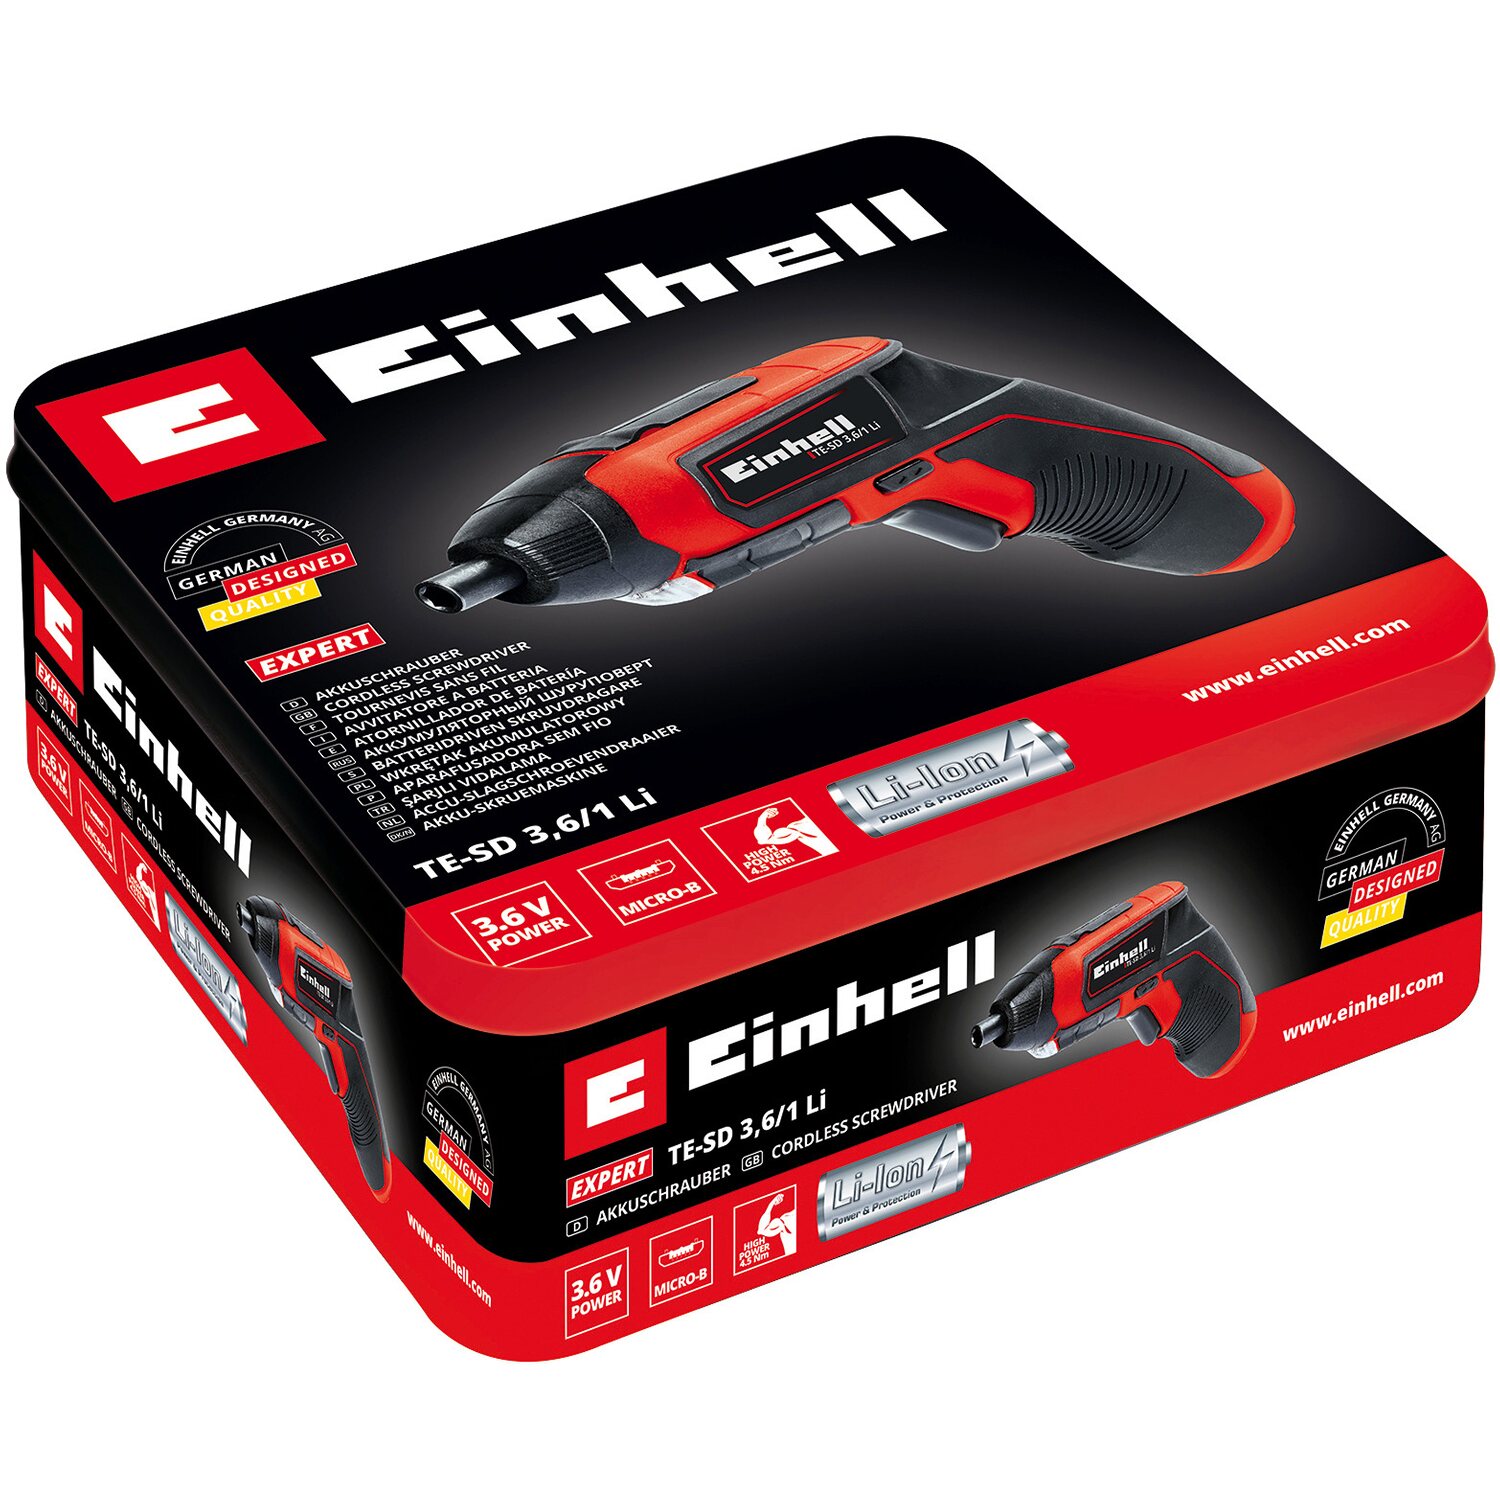 Einhell
Einhell
TE-SD 3,6/1 Li
EINHELL GERMANY AG
GERMAN
DESIGNED
QUALITY
EXPERT
D AKKUSCHRAUBER
GB CORDLESS SCREWDRIVER
F TOURNEVIS SANS FIL
I AVVITATORE A BATTERIA
E ATORNILLADOR DE BATERÍA
RUS АККУМУЛЯТОРНЫЙ ШУРУПОВЕРТ
S BATTERIDRIVEN SKRUVDRAGARE
PL WKRĘTAK AKUMULATOROWY
P APARAFUSADORA SEM FIO
TR ŞARJLI VIDALAMA
NL ACCU-SLAGSCHROEVENDRAAIER
DK/N AKKU-SKRUEMASKINE
TE-SD 3,6/1 Li
www.einhell.com
3.6 V
POWER
MICRO-B
HIGH
POWER
4.5 Nm
Li-Ion
Power & Protection
Einhell
EXPERT
TE-SD 3,6/1 Li
D AKKUSCHRAUBER GB CORDLESS SCREWDRIVER
3.6 V
POWER
MICRO-B
Li-Ion
Einhell
EINHELL GERMANY AG
GERMAN
DESIGNED
QUALITY
www.einhell.com
Einhell
EXPERT
TE-SD 3,6/1 Li
D AKKUSCHRAUBER GB CORDLESS SCREWDRIVER
3.6 V
POWER
MICRO-B
HIGH
POWER
4.5 Nm
Li-Ion
Power & Protection
Einhell
EINHELL GERMANY AG
GERMAN
DESIGNED
QUALITY
www.einhell.com